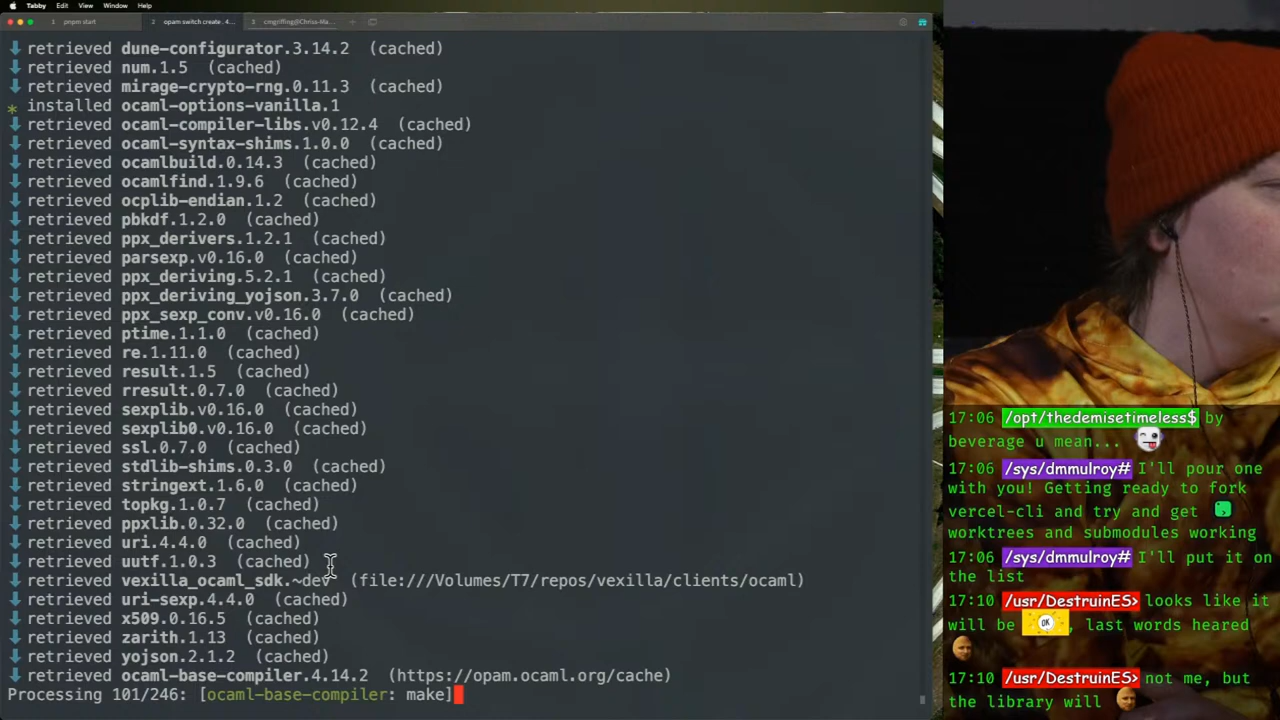 Tabby Edit View Window Help
1 pnpm start
2 opam switch create . 4...
3 cmgriffing@Chriss-Ma...
retrieved dune-configurator.3.14.2 (cached)
retrieved num.1.5 (cached)
retrieved mirage-crypto-rng.0.11.3 (cached)
* installed ocaml-options-vanilla.1
retrieved ocaml-compiler-libs.v0.12.4 (cached)
retrieved ocaml-syntax-shims.1.0.0 (cached)
retrieved ocamlbuild.0.14.3 (cached)
retrieved ocamlfind.1.9.6 (cached)
retrieved ocplib-endian.1.2 (cached)
retrieved pbkdf.1.2.0 (cached)
retrieved ppx_derivers.1.2.1 (cached)
retrieved parsexp.v0.16.0 (cached)
retrieved ppx_deriving.5.2.1 (cached)
retrieved ppx_deriving_yojson.3.7.0 (cached)
retrieved ppx_sexp_conv.v0.16.0 (cached)
retrieved ptime.1.1.0 (cached)
retrieved re.1.11.0 (cached)
retrieved result.1.5 (cached)
retrieved rresult.0.7.0 (cached)
retrieved sexplib.v0.16.0 (cached)
retrieved sexplib0.v0.16.0 (cached)
retrieved ssl.0.7.0 (cached)
retrieved stdlib-shims.0.3.0 (cached)
retrieved stringext.1.6.0 (cached)
retrieved topkg.1.0.7 (cached)
retrieved ppxlib.0.32.0 (cached)
retrieved uri.4.4.0 (cached)
retrieved uutf.1.0.3 (cached)
retrieved vexilla_ocaml_sdk.~dev (file:///Volumes/T7/repos/vexilla/clients/ocaml)
retrieved uri-sexp.4.4.0 (cached)
retrieved x509.0.16.5 (cached)
retrieved zarith.1.13 (cached)
retrieved yojson.2.1.2 (cached)
retrieved ocaml-base-compiler.4.14.2 (https://opam.ocaml.org/cache)
Processing 101/246: [ocaml-base-compiler: make]
17:06 /opt/thedemisetimeless$ by
beverage u mean...
17:06 /sys/dmmulroy# I'll pour one
with you! Getting ready to fork
vercel-cli and try and get
worktrees and submodules working
17:06 /sys/dmmulroy# I'll put it on
the list
17:10 /usr/DestruinES> looks like it
will be OK, last words heared
17:10 /usr/DestruinES> not me, but
the library will